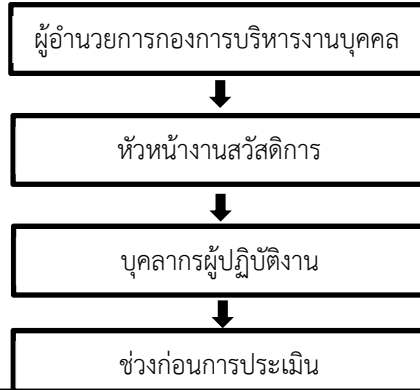 ผู้อำนวยการกองการบริหารงานบุคคล
หัวหน้างานสวัสดิการ
บุคลากรผู้ปฏิบัติงาน
ช่วงก่อนการประเมิน